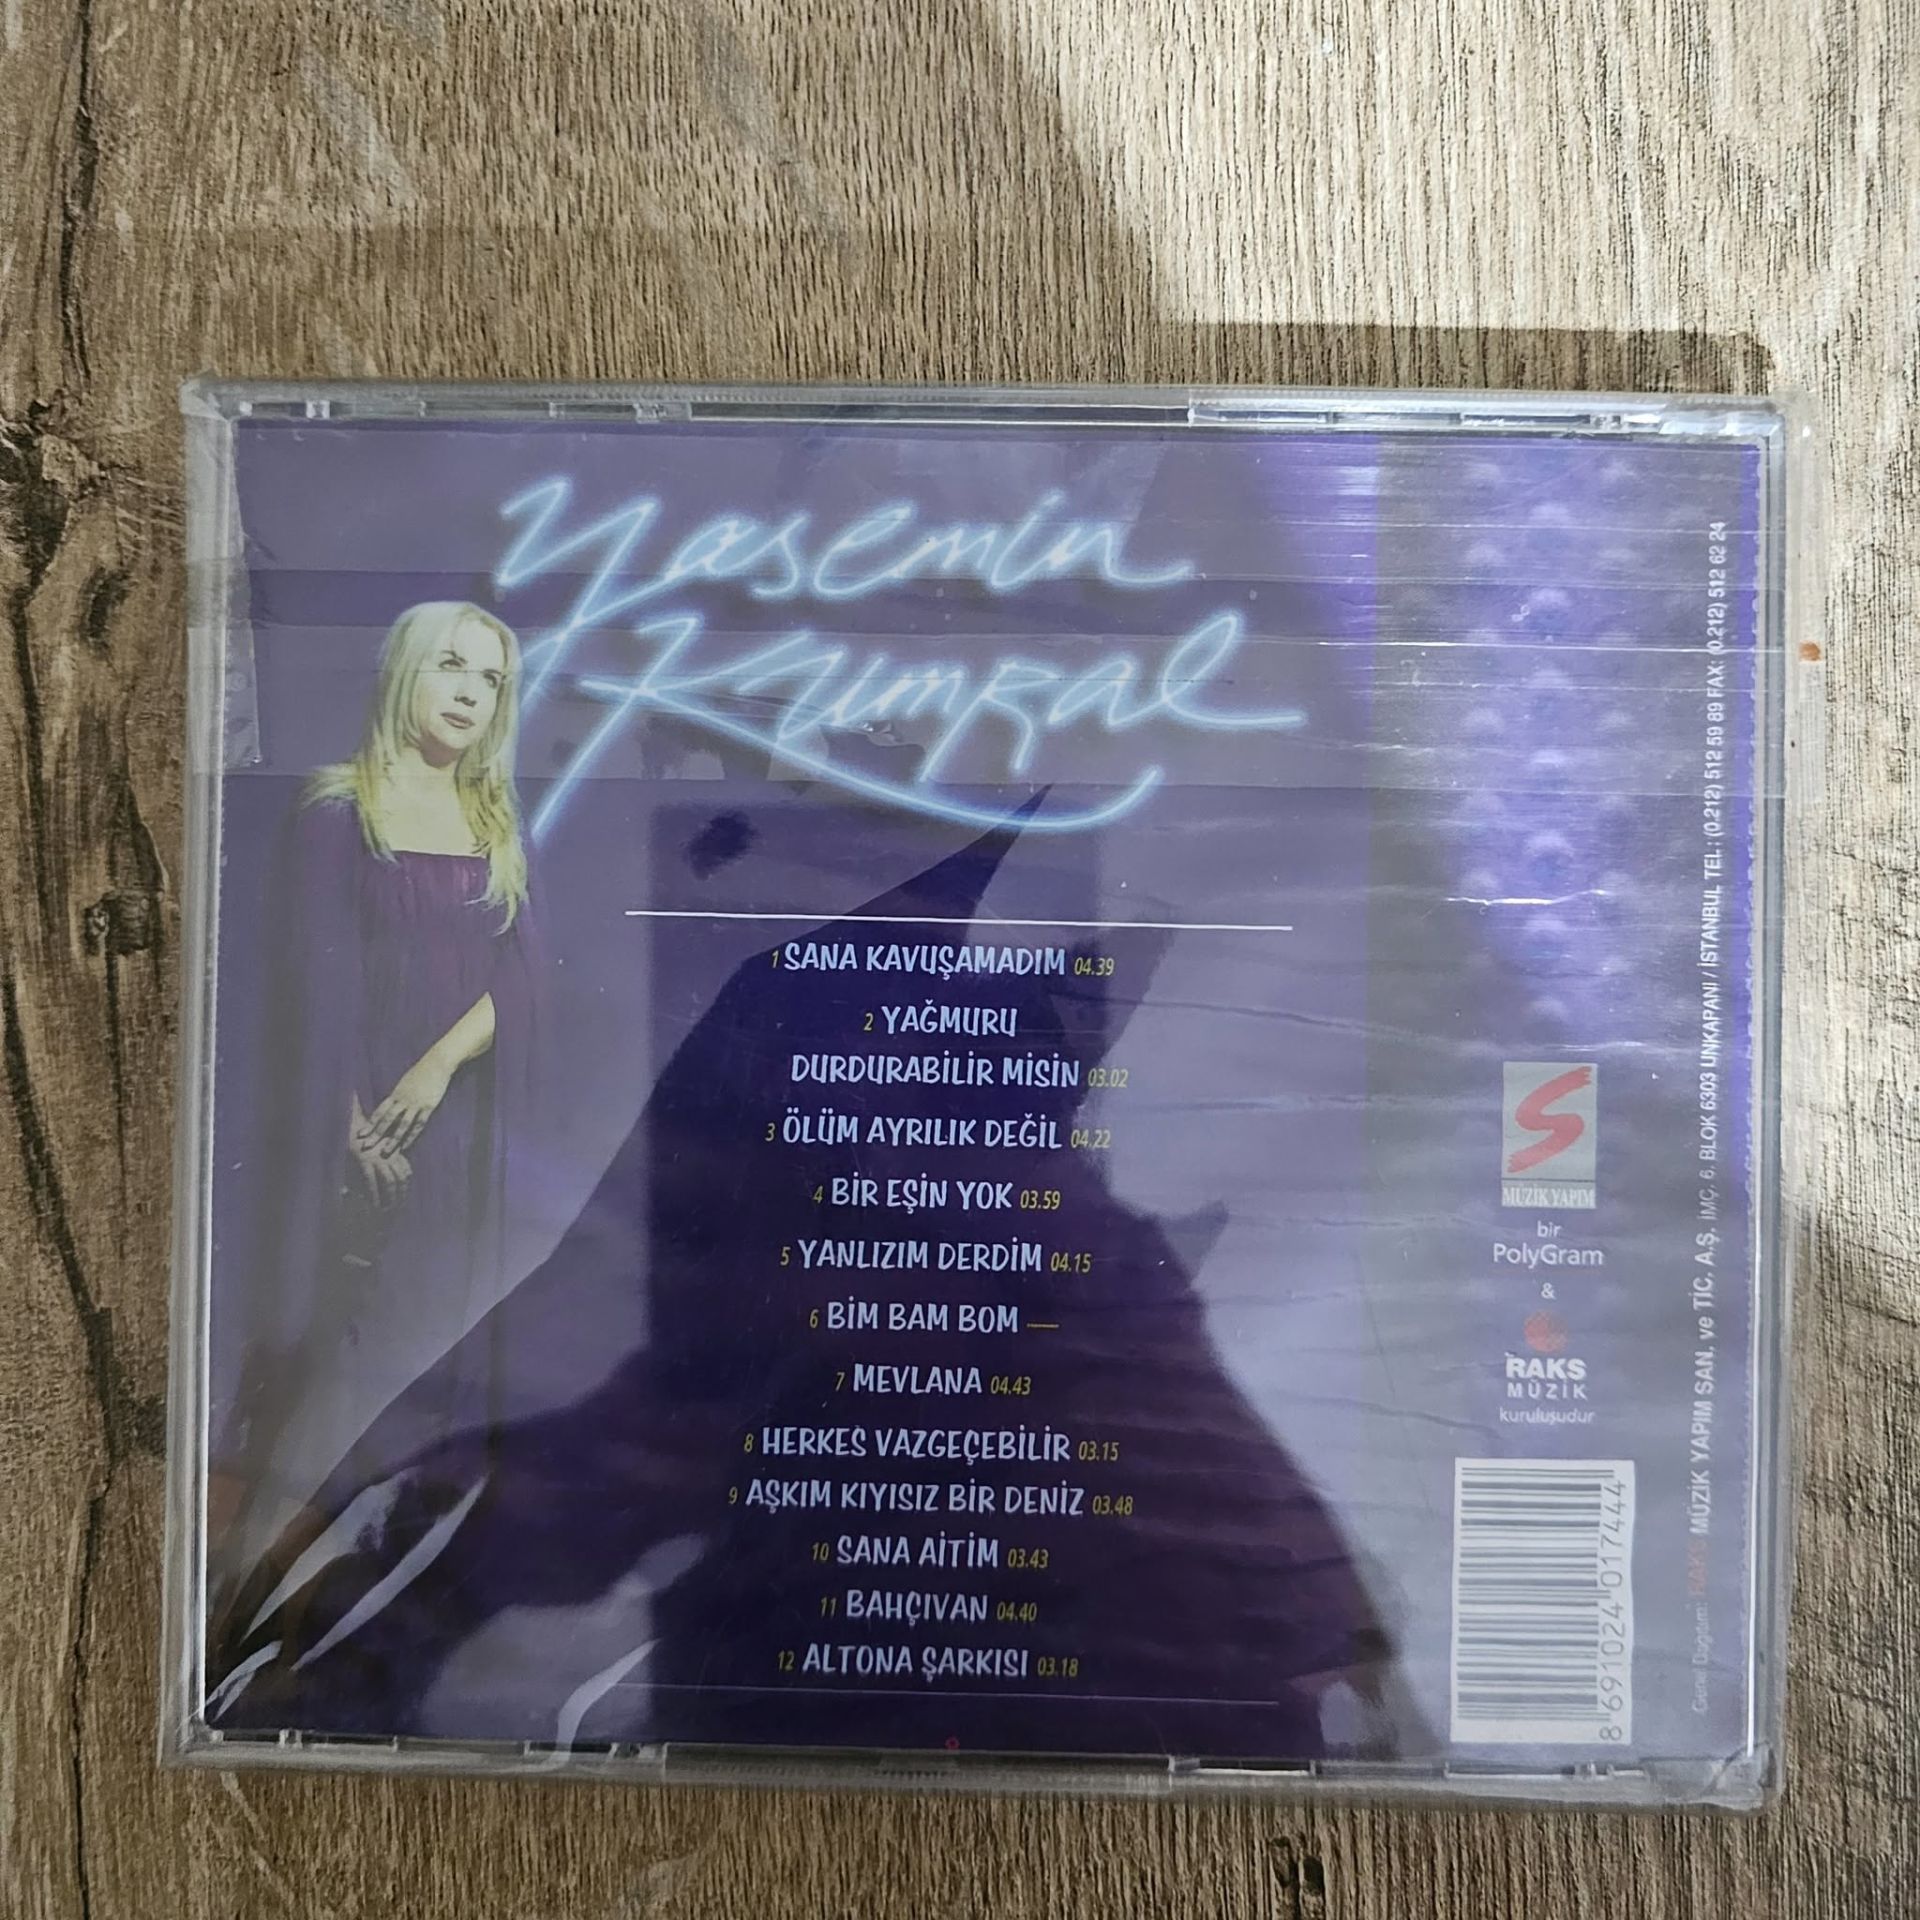 Yasemin
Kumral
1 SANA KAVUŞAMADIM 04.39
2 YAĞMURU
DURDURABİLİR MİSİN 03.02
3 ÖLÜM AYRILIK DEĞİL 04.22
4 BİR EŞİN YOK 03.59
5 YANLIZIM DERDİM 04.15
6 BİM BAM BOM —
7 MEVLANA 04.43
8 HERKES VAZGEÇEBİLİR 03.15
9 AŞKIM KIYISIZ BİR DENİZ 03.48
10 SANA AİTİM 03.43
11 BAHÇIVAN 04.40
12 ALTONA ŞARKISI 03.18
S
MÜZİK YAPIM
bir
PolyGram
&
RAKS
MÜZİK
kuruluşudur
8 691024 017444
Genel Dağıtım: RAKS MÜZİK YAPIM SAN. ve TİC. A.Ş. İMÇ. 6. BLOK 6303 UNKAPANI / İSTANBUL TEL: (0.212) 512 59 89 FAX: (0.212) 512 62 24